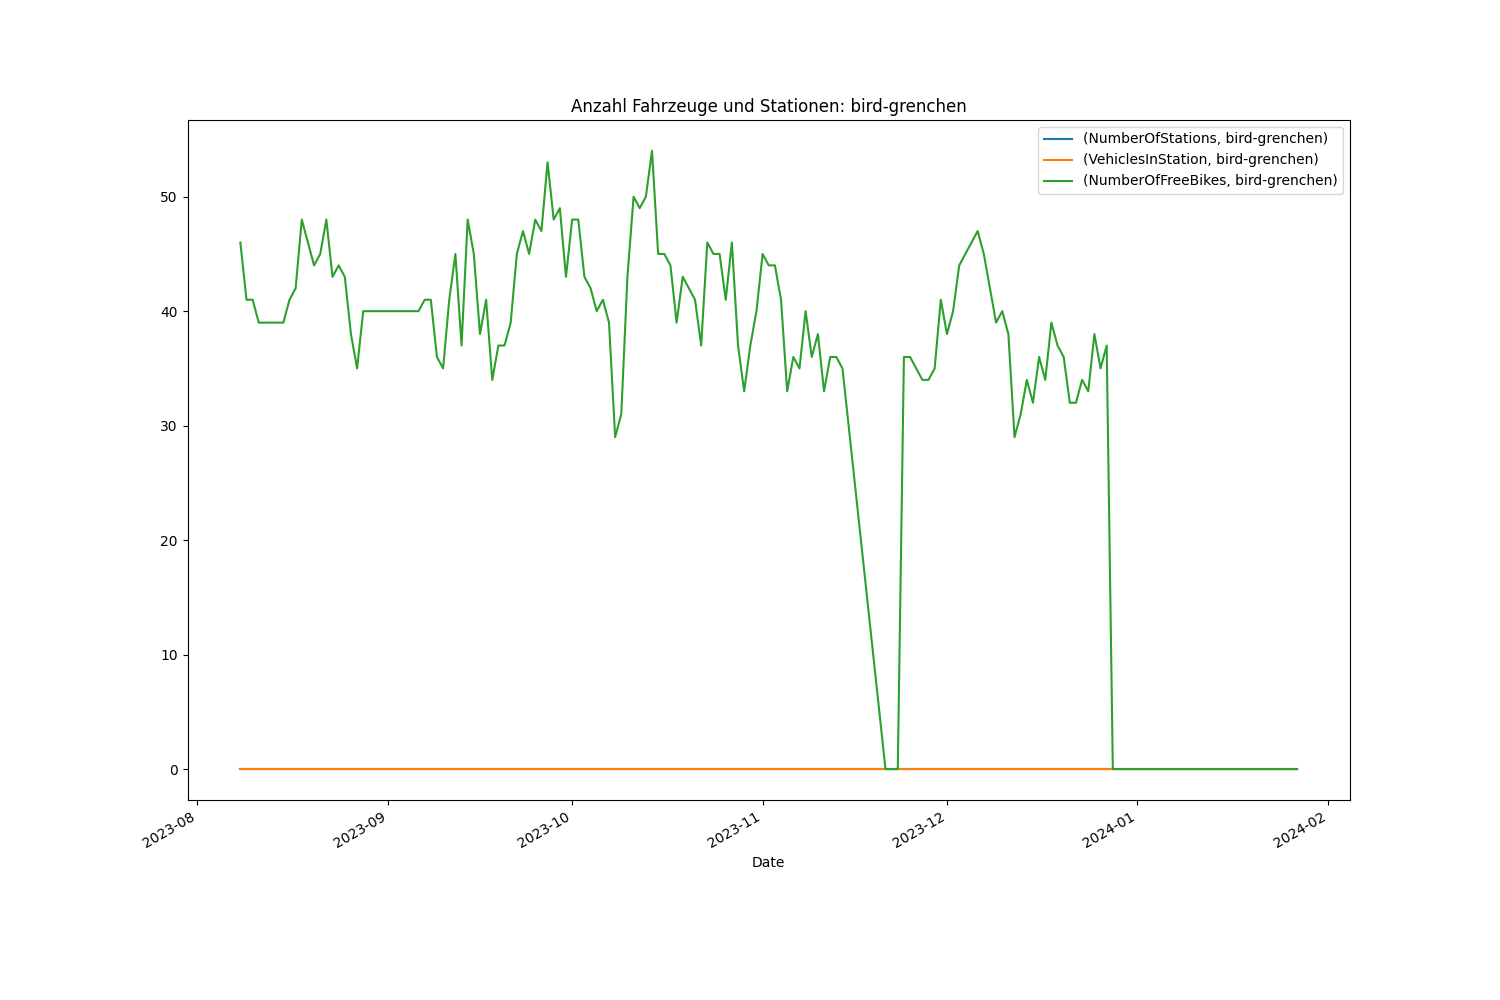 Anzahl Fahrzeuge und Stationen: bird-grenchen
(NumberOfStations, bird-grenchen)
(VehiclesInStation, bird-grenchen)
(NumberOfFreeBikes, bird-grenchen)
50
40
30
20
10
0
2023-08
2023-09
2023-10
2023-11
2023-12
2024-01
2024-02
Date